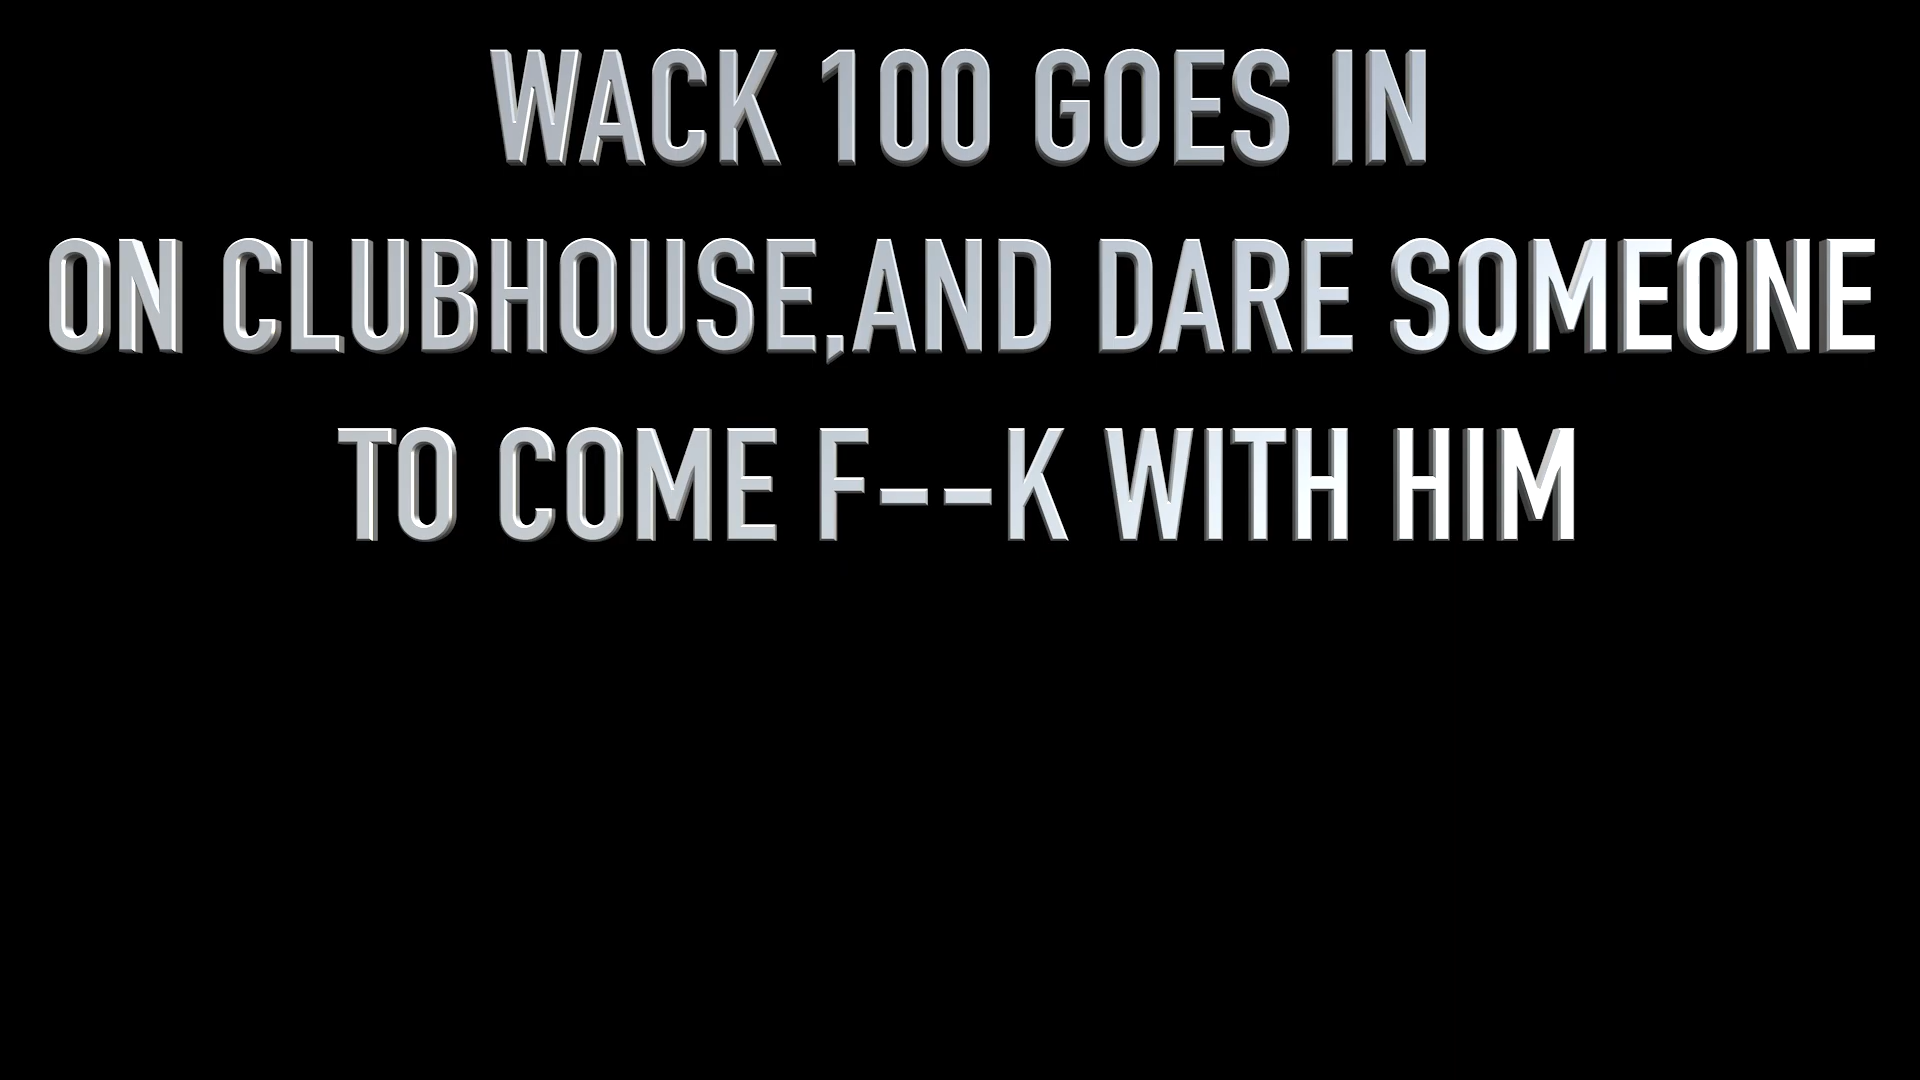 WACK 100 GOES IN
ON CLUBHOUSE,AND DARE SOMEONE
TO COME F--K WITH HIM